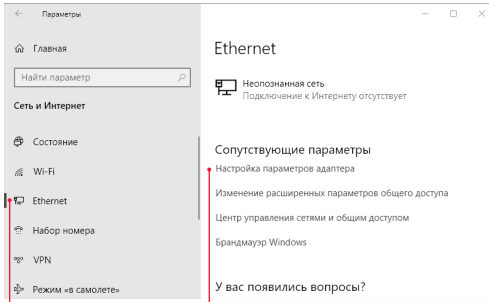 Параметры
Главная
Найти параметр
Сеть и Интернет
Состояние
Wi-Fi
Ethernet
Набор номера
VPN
Режим «в самолете»
Ethernet
Неопознанная сеть
Подключение к Интернету отсутствует
Сопутствующие параметры
Настройка параметров адаптера
Изменение расширенных параметров общего доступа
Центр управления сетями и общим доступом
Брандмауэр Windows
У вас появились вопросы?